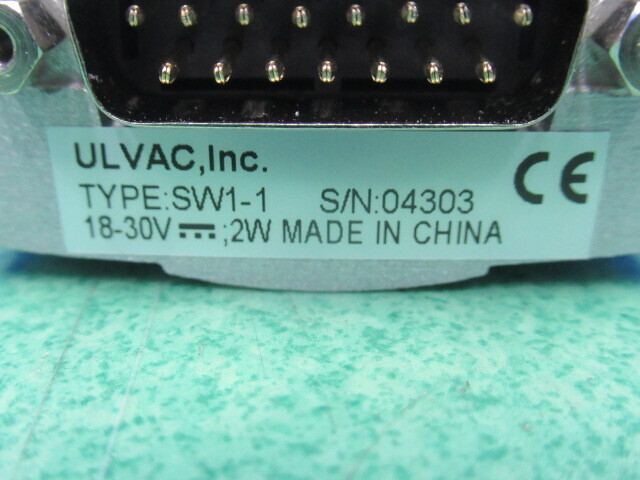 ULVAC,Inc.
TYPE:SW1-1 S/N:04303
18-30V⎓;2W MADE IN CHINA
CE